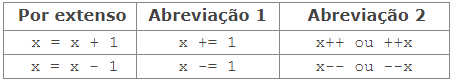 Por extenso Abreviação 1 Abreviação 2
x = x + 1 x += 1 x++ ou ++x
x = x - 1 x -= 1 x-- ou --x